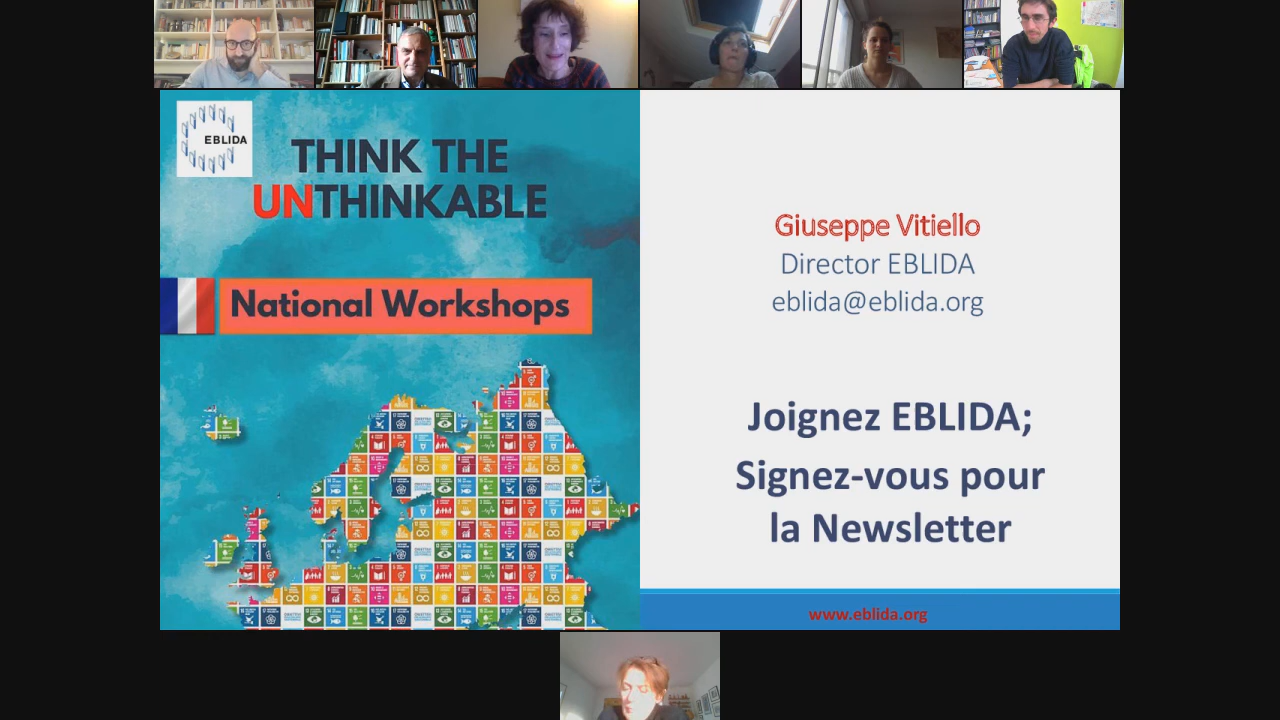 EBLIDA
THINK THE
UNTHINKABLE
National Workshops
Giuseppe Vitiello
Director EBLIDA
eblida@eblida.org
Joignez EBLIDA;
Signez-vous pour
la Newsletter
www.eblida.org